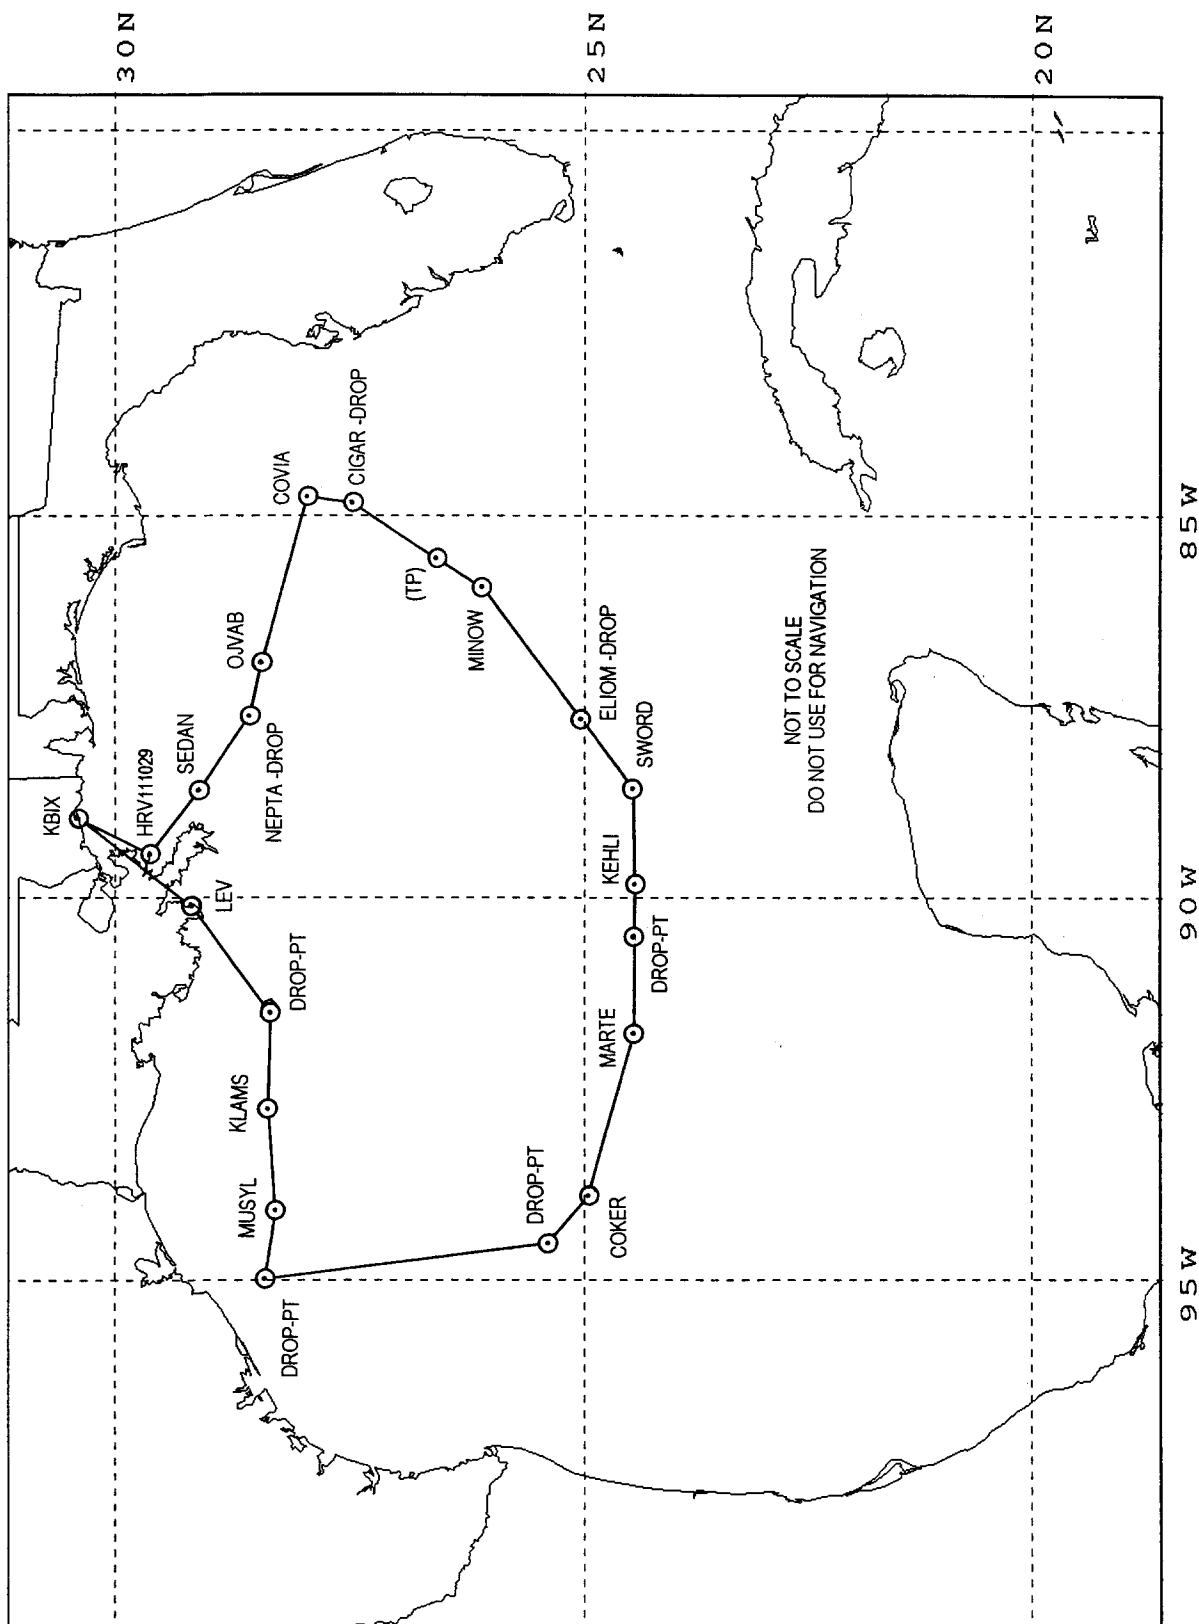 30N
25N
20N
85W
90W
95W
KBIX
HRV111029
SEDAN
NEPTA -DROP
OJVAB
COVIA
CIGAR -DROP
(TP)
MINOW
ELIOM -DROP
SWORD
KEHLI
DROP-PT
MARTE
COKER
DROP-PT
DROP-PT
MUSYL
KLAMS
DROP-PT
LEV
NOT TO SCALE
DO NOT USE FOR NAVIGATION